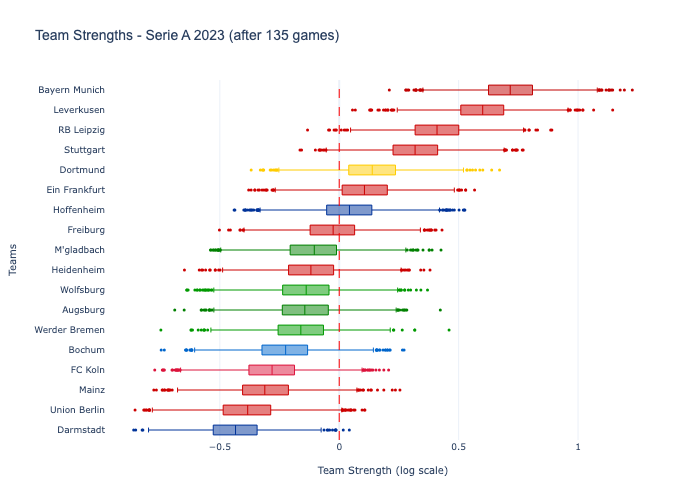 Team Strengths - Serie A 2023 (after 135 games)
Bayern Munich
Leverkusen
RB Leipzig
Stuttgart
Dortmund
Ein Frankfurt
Hoffenheim
Freiburg
M'gladbach
Heidenheim
Wolfsburg
Augsburg
Werder Bremen
Bochum
FC Koln
Mainz
Union Berlin
Darmstadt
Teams
−0.5 0 0.5 1
Team Strength (log scale)